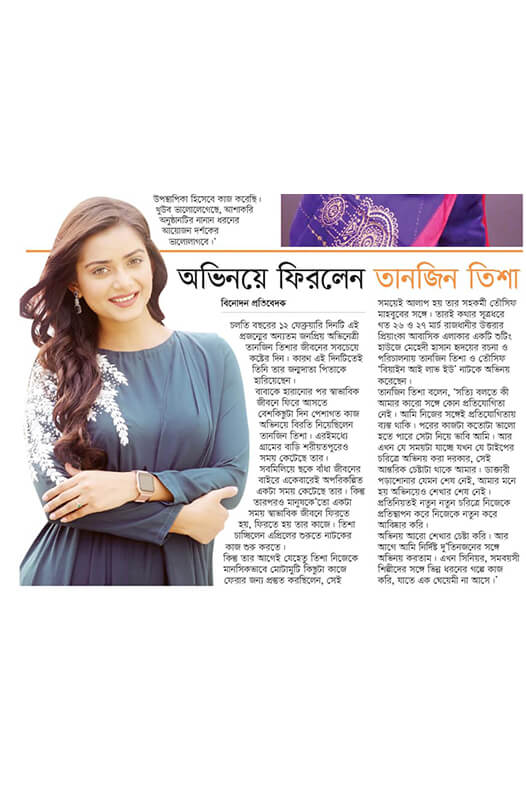 উপস্থাপিকা হিসেবে কাজ করেছি।
খুউব ভালোলেগেছে, আশাকরি
অনুষ্ঠানটির নানান ধরনের
আয়োজন দর্শকের
ভালোলাগবে।'
অভিনয়ে ফিরলেন তানজিন তিশা
বিনোদন প্রতিবেদক
চলতি বছরের ১২ ফেব্রুয়ারি দিনটি এই
প্রজন্মের অন্যতম জনপ্রিয় অভিনেত্রী
তানজিন তিশার জীবনের সবচেয়ে
কষ্টের দিন। কারণ এই দিনটিতেই
তিনি তার জন্মদাতা পিতাকে
হারিয়েছেন।
বাবাকে হারানোর পর স্বাভাবিক
জীবনে ফিরে আসতে
বেশকিছুটা দিন পেশাগত কাজ
অভিনয়ে বিরতি নিয়েছিলেন
তানজিন তিশা। এরইমধ্যে
গ্রামের বাড়ি শরীয়তপুরেও
সময় কেটেছে তার।
সবমিলিয়ে ছকে বাঁধা জীবনের
বাইরে একেবারেই অপরিকল্পিত
একটা সময় কেটেছে তার। কিন্তু
তারপরও মানুষকে'তো একটা
সময় স্বাভাবিক জীবনে ফিরতে
হয়, ফিরতে হয় তার কাজে। তিশা
চাচ্ছিলেন এপ্রিলের শুরুতে নাটকের
কাজ শুরু করতে।
কিন্তু তার আগেই যেহেতু তিশা নিজেকে
মানসিকভাবে মোটামুটি কিছুটা কাজে
ফেরার জন্য প্রস্তুত করছিলেন, সেই
সময়েই আলাপ হয় তার সহকর্মী তৌসিফ
মাহবুবের সঙ্গে। তারই কথার সূত্রধরে
গত ২৬ ও ২৭ মার্চ রাজধানীর উত্তরার
প্রিয়াংকা আবাসিক এলাকার একটি শুটিং
হাউজে মেহেদী হাসান হৃদয়ের রচনা ও
পরিচালনায় তানজিন তিশা ও তৌসিফ
'বিয়াইন আই লাভ ইউ' নাটকে অভিনয়
করেছেন।
তানজিন তিশা বলেন, 'সত্যি বলতে কী
আমার কারো সঙ্গে কোন প্রতিযোগিতা
নেই। আমি নিজের সঙ্গেই প্রতিযোগিতায়
ব্যস্ত থাকি। পরের কাজটা কতোটা ভালো
হতে পারে সেটা নিয়ে ভাবি আমি। আর
এখন যে সময়টা যাচ্ছে যখন যে টাইপের
চরিত্রে অভিনয় করা দরকার, সেই
আন্তরিক চেষ্টাটা থাকে আমার। ডাক্তারী
পড়াশোনার যেমন শেষ নেই, আমার মনে
হয় অভিনয়েও শেখার শেষ নেই।
প্রতিনিয়তই নতুন নতুন চরিত্রে নিজেকে
প্রতিস্থাপন করে নিজেকে নতুন করে
আবিষ্কার করি।
অভিনয় আরো শেখার চেষ্টা করি। আর
আগে আমি নির্দিষ্ট দু'তিনজনের সঙ্গে
অভিনয় করতাম। এখন সিনিয়র, সমবয়সী
শিল্পীদের সঙ্গে ভিন্ন ধরনের গল্পে কাজ
করি, যাতে এক ঘেয়েমী না আসে।'